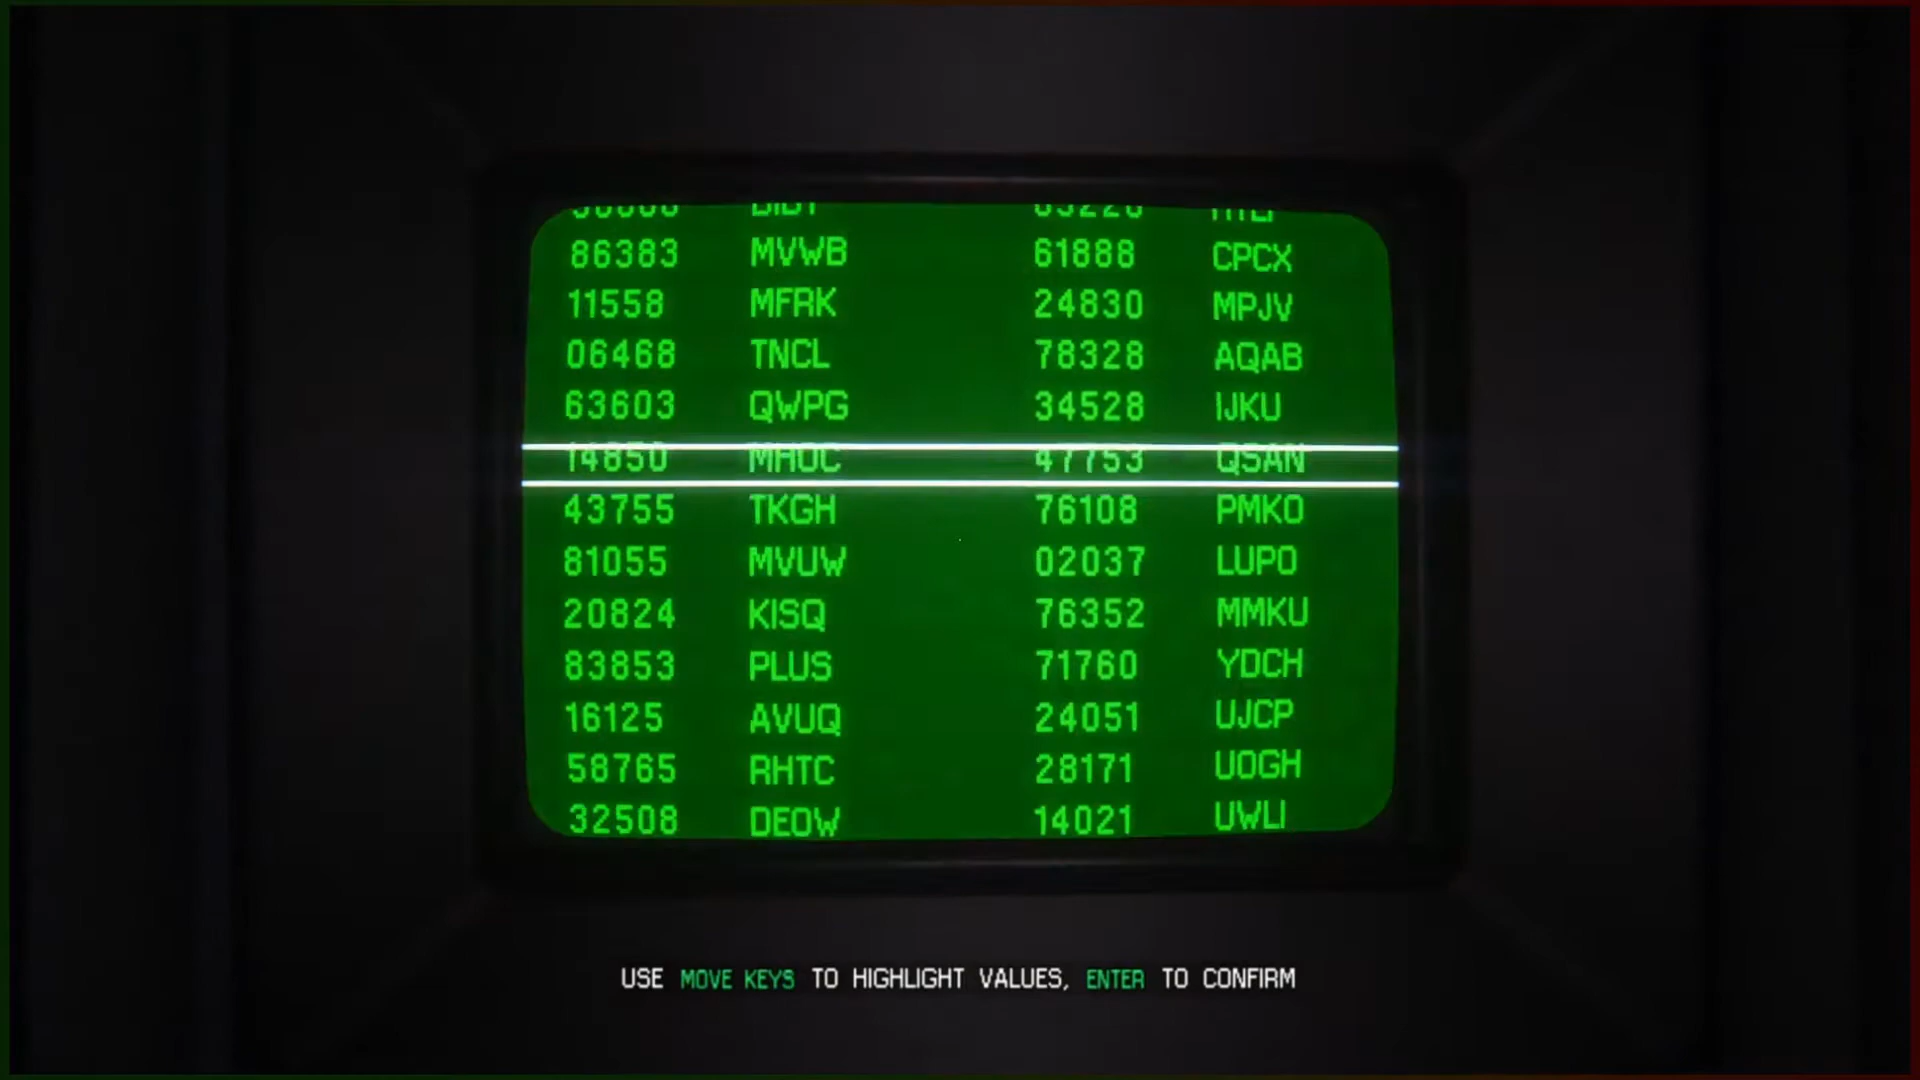 86383 MVWB 61888 CPCX
11558 MFRK 24830 MPJV
06468 TNCL 78328 AQAB
63603 QWPG 34528 IJKU
14850 47753 QSAN
43755 TKGH 76108 PMKO
81055 MVUW 02037 LUPO
20824 KISQ 76352 MMKU
83853 PLUS 71760 YDCH
16125 AVUQ 24051 UJCP
58765 RHTC 28171 UOGH
32508 DEOW 14021 UWLI
USE MOVE KEYS TO HIGHLIGHT VALUES, ENTER TO CONFIRM